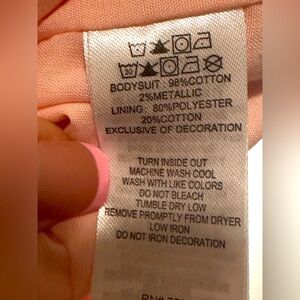 30
BODYSUIT : 98%COTTON
2%METALLIC
LINING : 80%POLYESTER
20%COTTON
EXCLUSIVE OF DECORATION
TURN INSIDE OUT
MACHINE WASH COOL
WASH WITH LIKE COLORS
DO NOT BLEACH
TUMBLE DRY LOW
REMOVE PROMPTLY FROM DRYER
LOW IRON
DO NOT IRON DECORATION
RN#